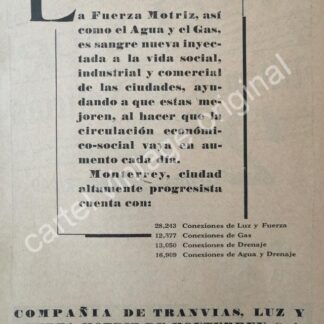 La Fuerza Motriz, así
como el Agua y el Gas,
es sangre nueva inyec-
tada a la vida social,
industrial y comercial
de las ciudades, ayu-
dando a que estas me-
joren, al hacer que la
circulación económi-
co-social vaya en au-
mento cada día.
Monterrey, ciudad
altamente progresista
cuenta con:
28,243 Conexiones de Luz y Fuerza
12,377 Conexiones de Gas
13,050 Conexiones de Drenaje
16,909 Conexiones de Agua y Drenaje
COMPAÑIA DE TRANVIAS, LUZ Y